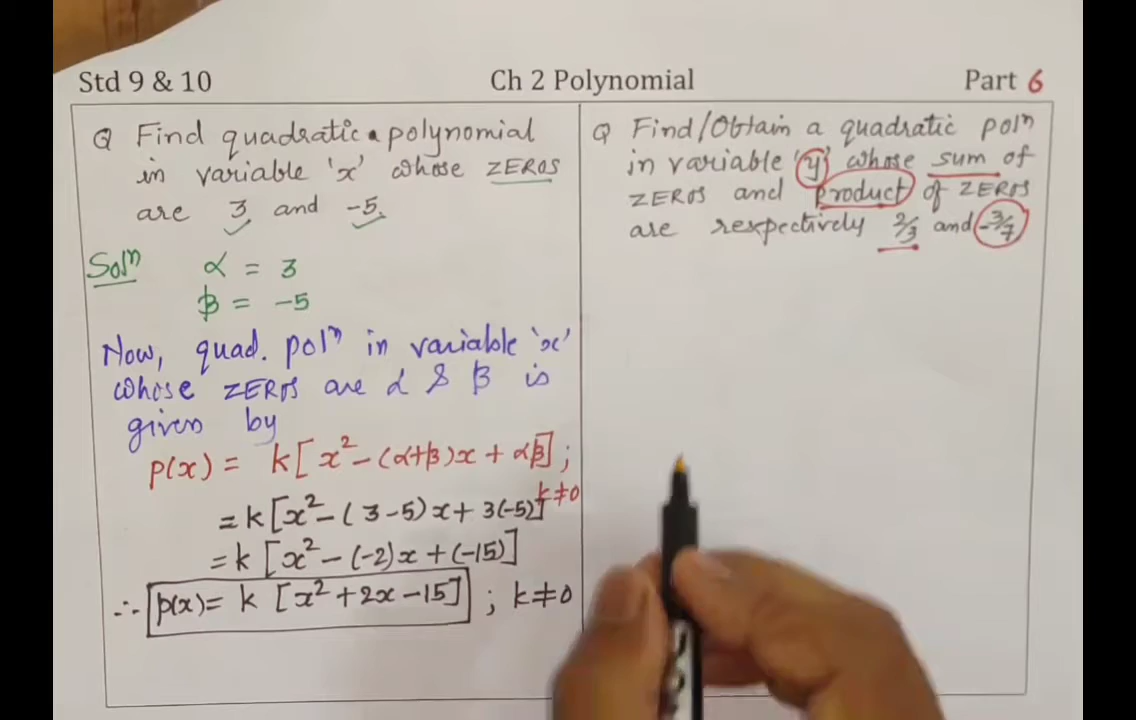 Std 9 & 10
Ch 2 Polynomial
Part 6
Q Find quadratic polynomial
in variable 'x' whose ZEROS
are 3 and -5.
Solⁿ α = 3
β = -5
Now, quad. polⁿ in variable 'x'
whose ZEROS are α & β is
given by
p(x) = k[x² - (α+β)x + αβ];
k≠0
= k[x² - (3-5)x + 3(-5)]
= k [x² - (-2)x + (-15)]
∴ p(x) = k [x² + 2x - 15] ; k≠0
Q Find/Obtain a quadratic polⁿ
in variable 'y' whose sum of
ZEROS and product of ZEROS
are respectively 2/3 and -3/7